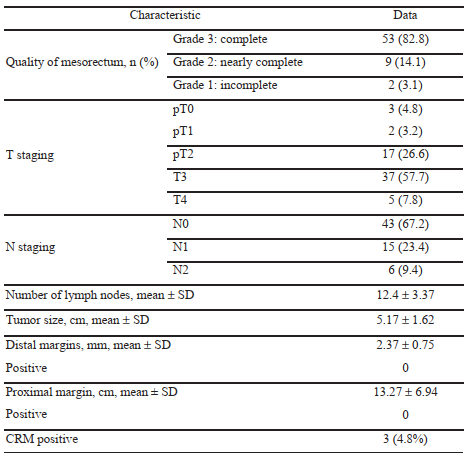 Characteristic Data
Grade 3: complete 53 (82.8)
Quality of mesorectum, n (%) Grade 2: nearly complete 9 (14.1)
Grade 1: incomplete 2 (3.1)
pT0 3 (4.8)
pT1 2 (3.2)
T staging pT2 17 (26.6)
T3 37 (57.7)
T4 5 (7.8)
N0 43 (67.2)
N staging N1 15 (23.4)
N2 6 (9.4)
Number of lymph nodes, mean ± SD 12.4 ± 3.37
Tumor size, cm, mean ± SD 5.17 ± 1.62
Distal margins, mm, mean ± SD 2.37 ± 0.75
Positive 0
Proximal margin, cm, mean ± SD 13.27 ± 6.94
Positive 0
CRM positive 3 (4.8%)